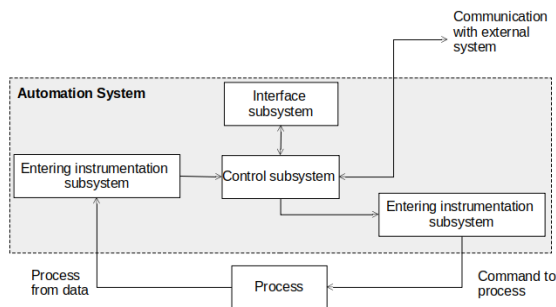 Communication
with external
system
Automation System
Interface
subsystem
Entering instrumentation
subsystem
Control subsystem
Entering instrumentation
subsystem
Process
from data
Process
Command to
process